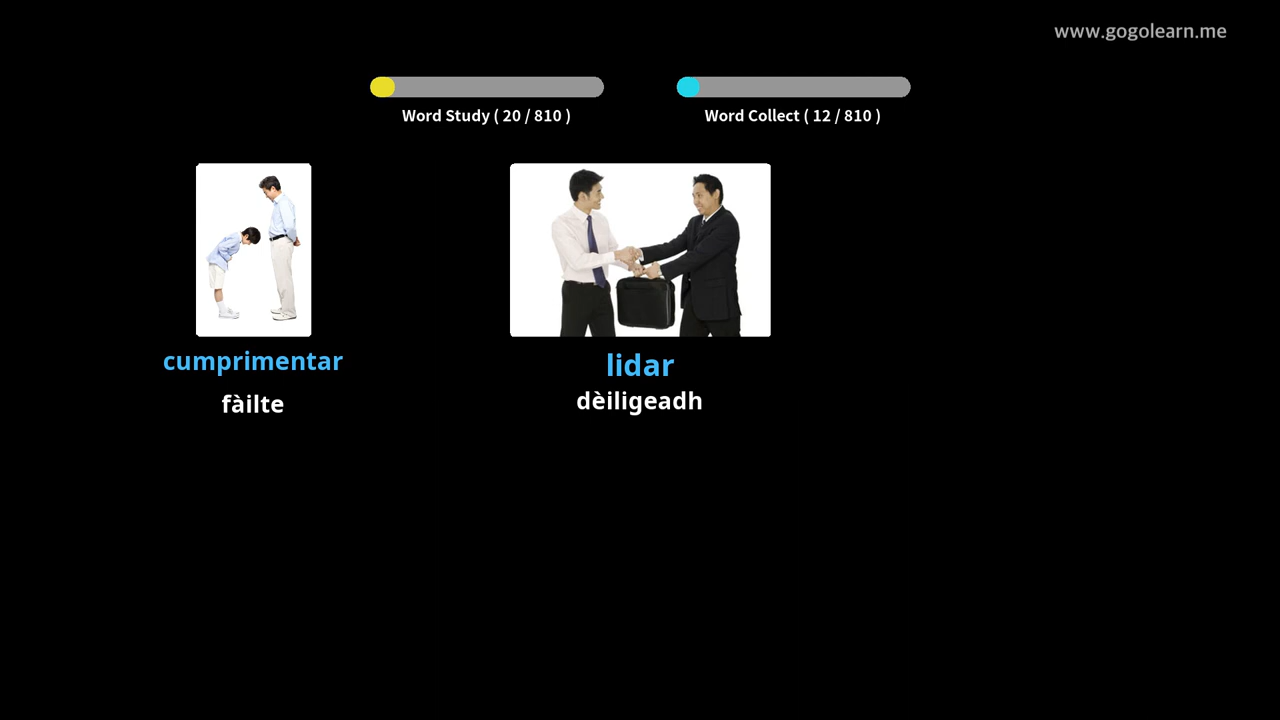 www.gogolearn.me
Word Study ( 20 / 810 )
Word Collect ( 12 / 810 )
cumprimentar
fàilte
lidar
dèiligeadh